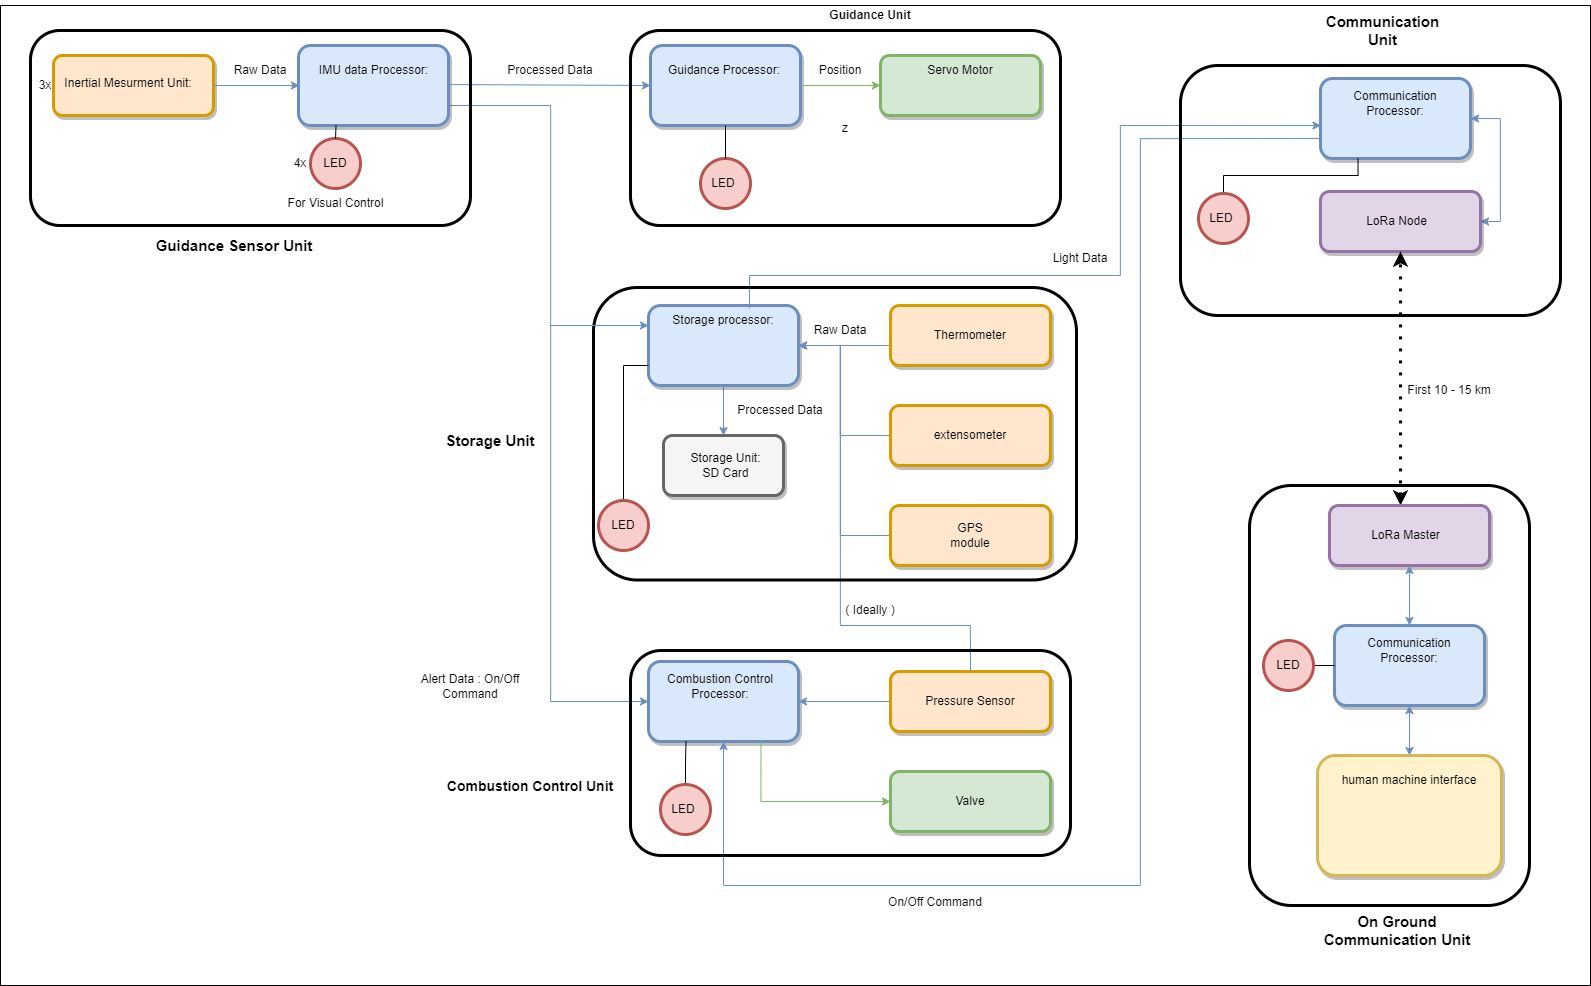 Guidance Unit
Communication
Unit
3x
Inertial Mesurment Unit:
Raw Data
IMU data Processor:
Processed Data
Guidance Processor:
Position
Servo Motor
z
4x
LED
For Visual Control
LED
Guidance Sensor Unit
Communication
Processor:
LED
LoRa Node
Light Data
Storage processor:
Raw Data
Thermometer
Processed Data
extensometer
Storage Unit
Storage Unit:
SD Card
LED
GPS
module
First 10 - 15 km
( Ideally )
Alert Data : On/Off
Command
Combustion Control
Processor:
Pressure Sensor
Combustion Control Unit
LED
Valve
On/Off Command
LoRa Master
Communication
Processor:
LED
human machine interface
On Ground
Communication Unit